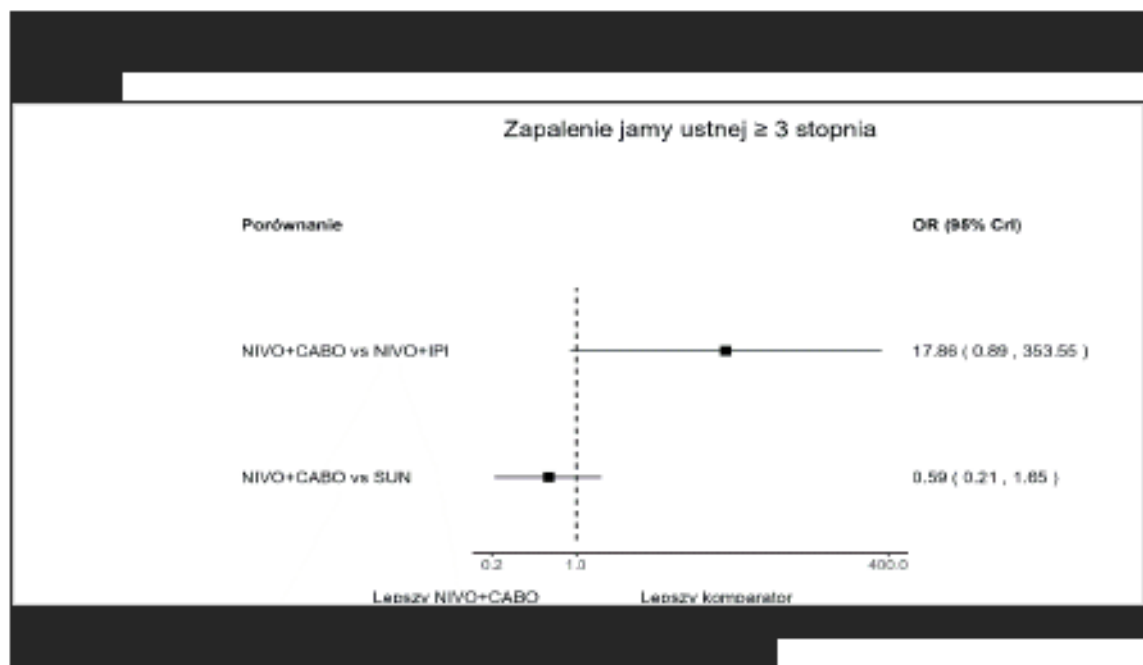 Zapalenie jamy ustnej ≥ 3 stopnia
Porównanie OR (95% CrI)
NIVO+CABO vs NIVO+IPI 17.86 ( 0.89 , 353.55 )
NIVO+CABO vs SUN 0.59 ( 0.21 , 1.65 )
0.2 1.0 400.0
Lepszy NIVO+CABO Lepszy komparator